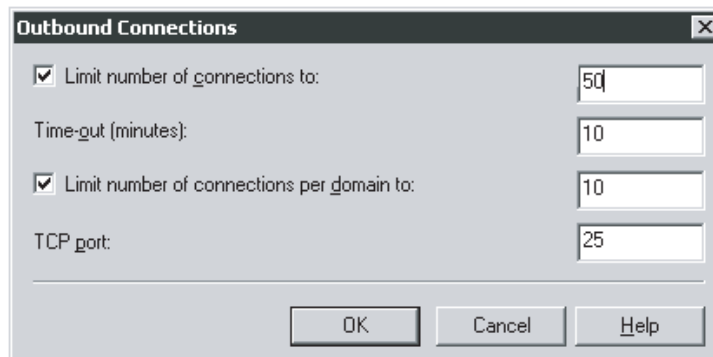 Outbound Connections
Limit number of connections to: 50
Time-out (minutes): 10
Limit number of connections per domain to: 10
TCP port: 25
OK Cancel Help